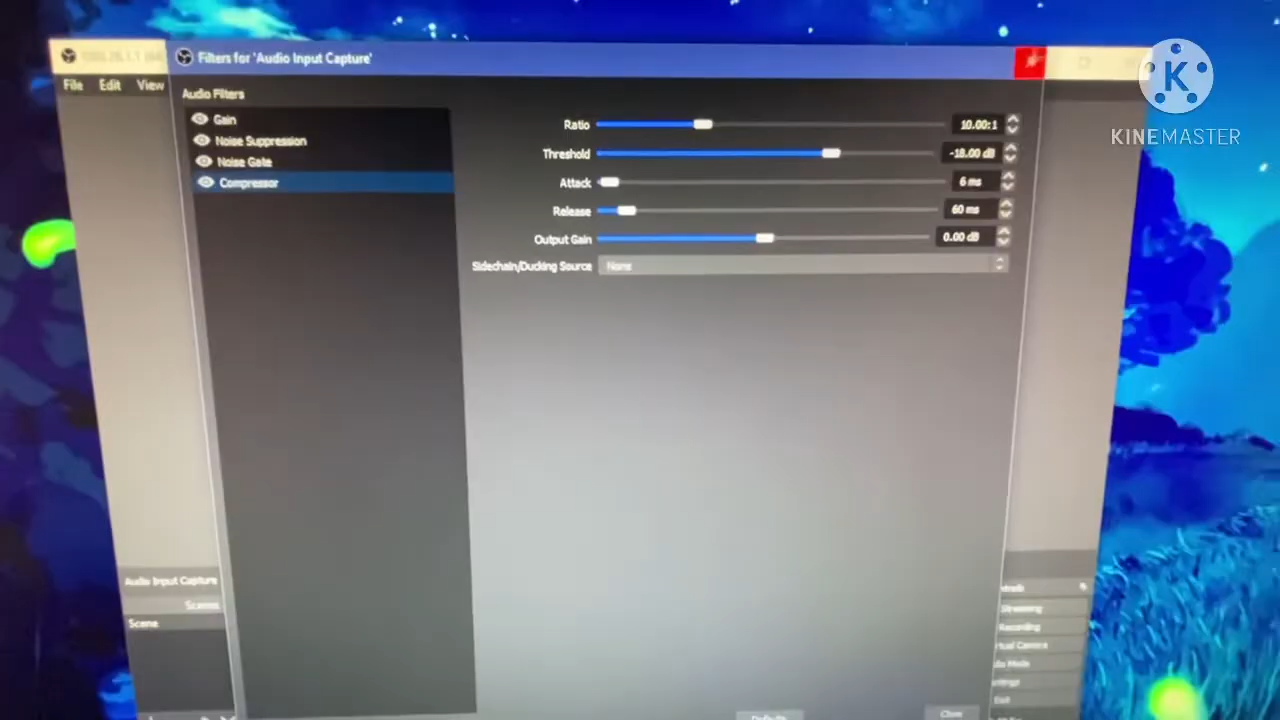 Filters for 'Audio Input Capture'
KINEMASTER
File Edit View
Audio Filters
Gain
Noise Suppression
Noise Gate
Compressor
Ratio 10.00:1
Threshold -18.00 dB
Attack 6 ms
Release 60 ms
Output Gain 0.00 dB
Sidechain/Ducking Source None
Audio Input Capture
Scenes
Scene
Streaming
Recording
Defaults
Close